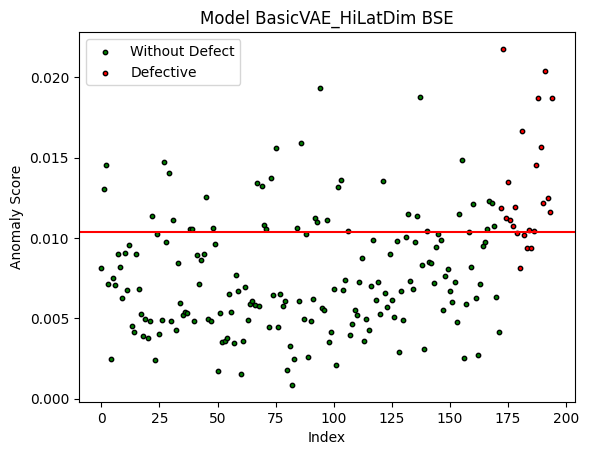 Model BasicVAE_HiLatDim BSE
Without Defect
Defective
Anomaly Score
0.020
0.015
0.010
0.005
0.000
0
25
50
75
100
125
150
175
200
Index